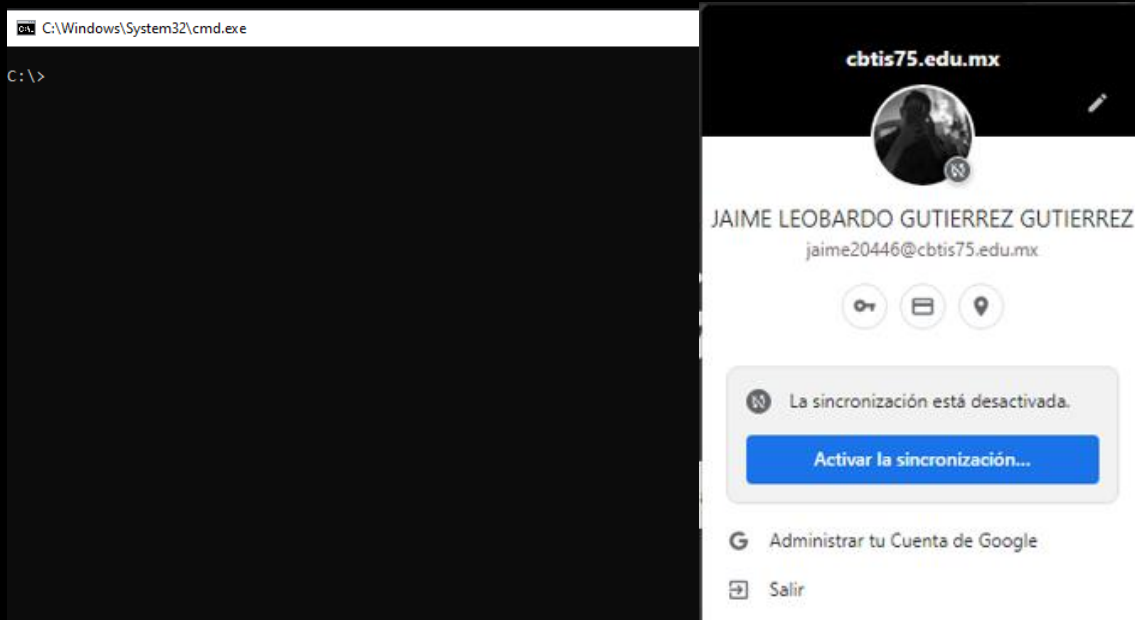 C:\Windows\System32\cmd.exe
C:\>
cbtis75.edu.mx
JAIME LEOBARDO GUTIERREZ GUTIERREZ
jaime20446@cbtis75.edu.mx
La sincronización está desactivada.
Activar la sincronización...
Administrar tu Cuenta de Google
Salir